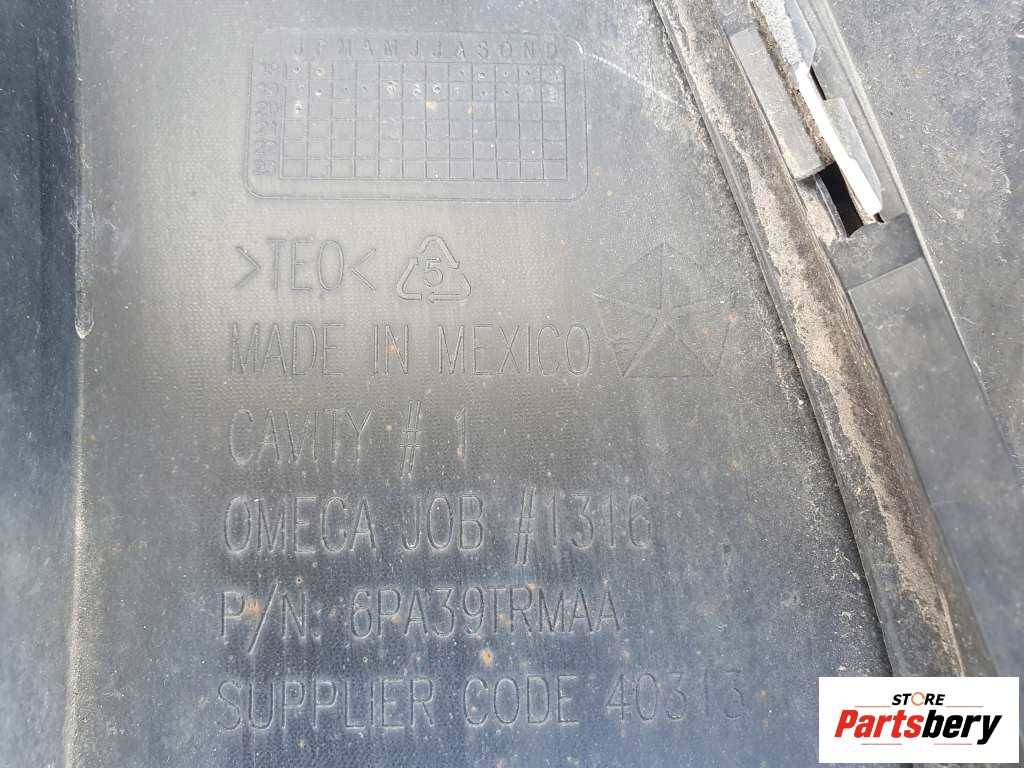 J F M A M J J A S O N D
>TEO<
5
MADE IN MEXICO
CAVITY # 1
OMEGA JOB #1316
P/N: 6PA39TRMAA
SUPPLIER CODE 40313
STORE
Partsbery